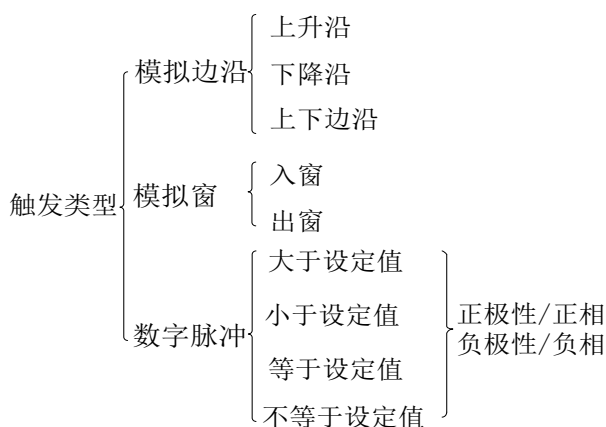 触发类型
模拟边沿
上升沿
下降沿
上下边沿
模拟窗
入窗
出窗
数字脉冲
大于设定值
小于设定值
等于设定值
不等于设定值
正极性/正相
负极性/负相